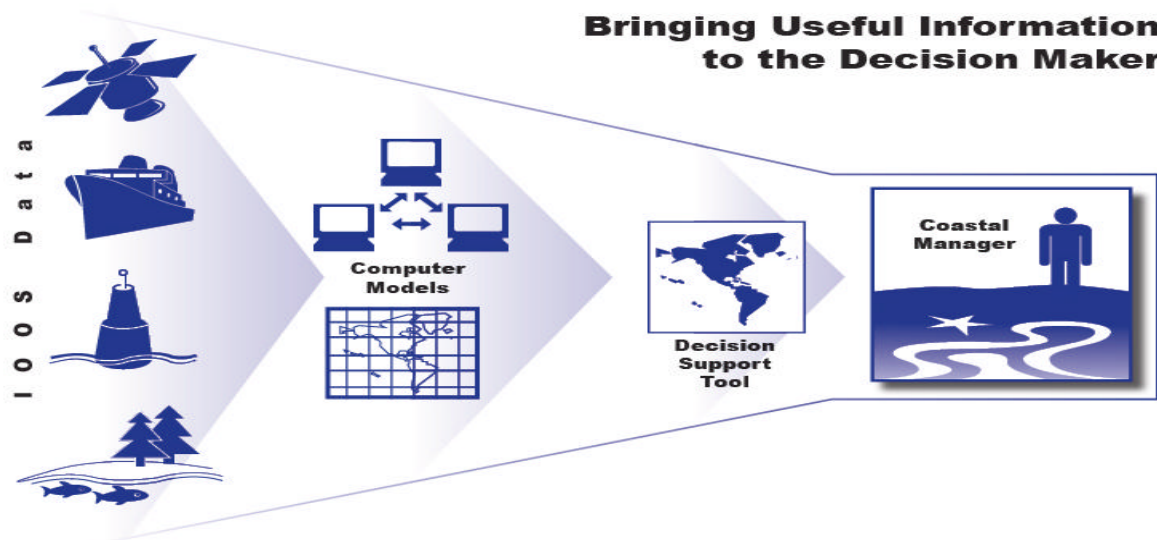 Bringing Useful Information
to the Decision Maker
IOOS Data
Computer
Models
Decision
Support
Tool
Coastal
Manager